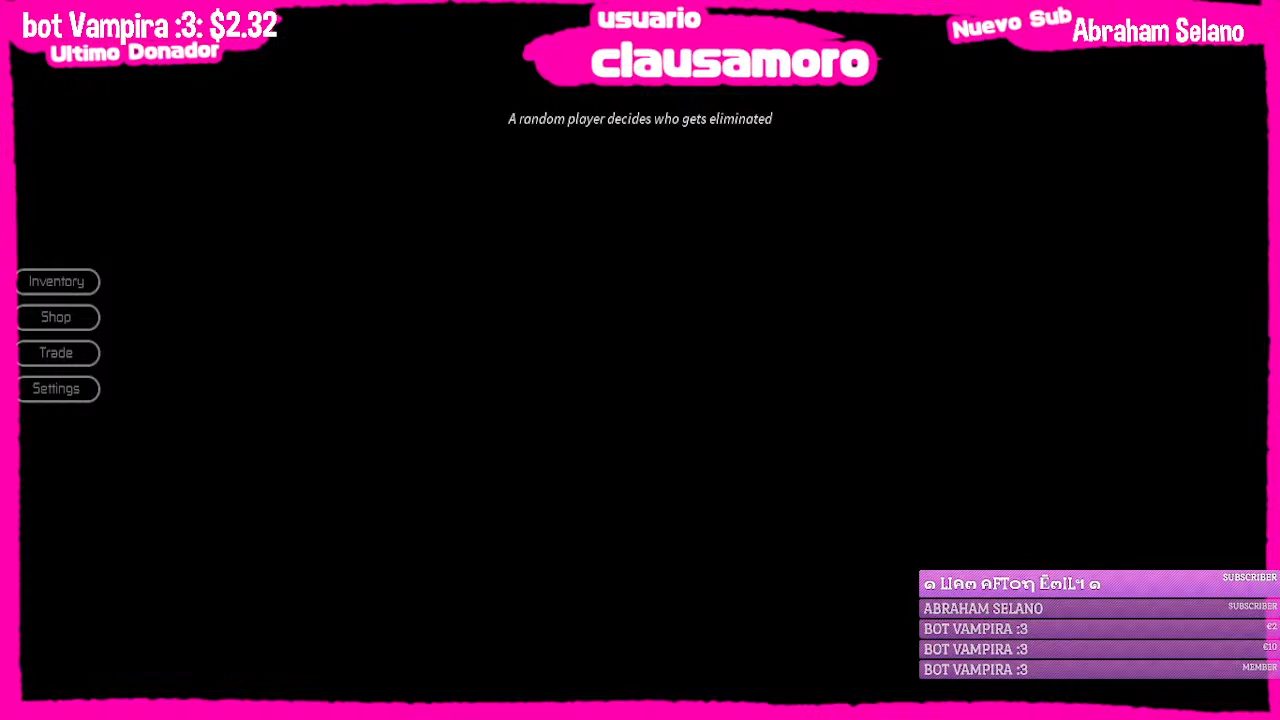 bot Vampira :3: $2.32
Ultimo Donador
usuario
clausamoro
Nuevo Sub
Abraham Selano
A random player decides who gets eliminated
Inventory
Shop
Trade
Settings
SUBSCRIBER
ABRAHAM SELANO SUBSCRIBER
BOT VAMPIRA :3 €2
BOT VAMPIRA :3 €10
BOT VAMPIRA :3 MEMBER